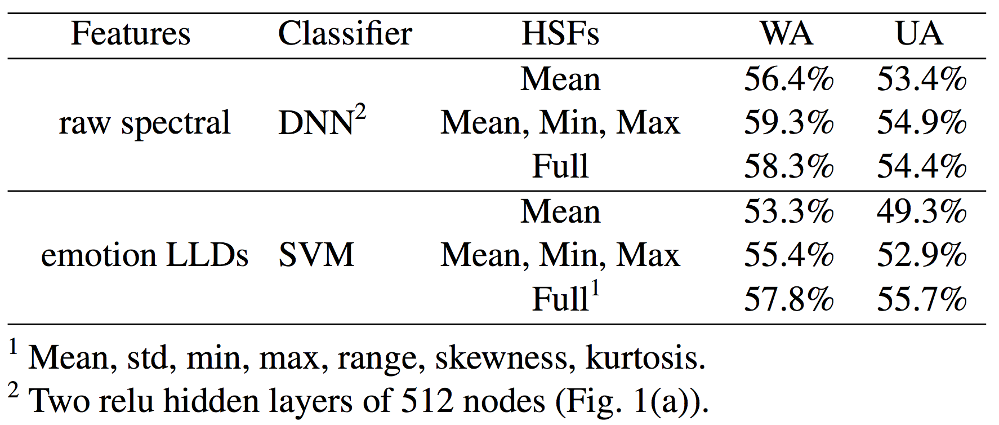 Features Classifier HSFs WA UA
Mean 56.4% 53.4%
raw spectral DNN² Mean, Min, Max 59.3% 54.9%
Full 58.3% 54.4%
Mean 53.3% 49.3%
emotion LLDs SVM Mean, Min, Max 55.4% 52.9%
Full¹ 57.8% 55.7%
¹ Mean, std, min, max, range, skewness, kurtosis.
² Two relu hidden layers of 512 nodes (Fig. 1(a)).